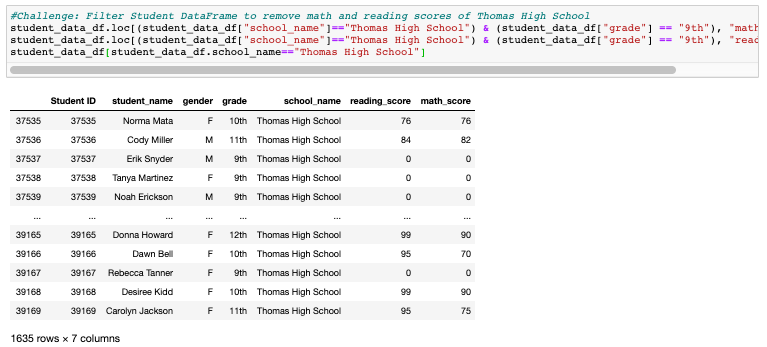 #Challenge: Filter Student DataFrame to remove math and reading scores of Thomas High School
student_data_df.loc[(student_data_df["school_name"]=="Thomas High School") & (student_data_df["grade"] == "9th"), "math
student_data_df.loc[(student_data_df["school_name"]=="Thomas High School") & (student_data_df["grade"] == "9th"), "read
student_data_df[student_data_df.school_name=="Thomas High School"]
Student ID student_name gender grade school_name reading_score math_score
37535 37535 Norma Mata F 10th Thomas High School 76 76
37536 37536 Cody Miller M 11th Thomas High School 84 82
37537 37537 Erik Snyder M 9th Thomas High School 0 0
37538 37538 Tanya Martinez F 9th Thomas High School 0 0
37539 37539 Noah Erickson M 9th Thomas High School 0 0
... ... ... ... ... ... ... ...
39165 39165 Donna Howard F 12th Thomas High School 99 90
39166 39166 Dawn Bell F 10th Thomas High School 95 70
39167 39167 Rebecca Tanner F 9th Thomas High School 0 0
39168 39168 Desiree Kidd F 10th Thomas High School 99 90
39169 39169 Carolyn Jackson F 11th Thomas High School 95 75
1635 rows × 7 columns